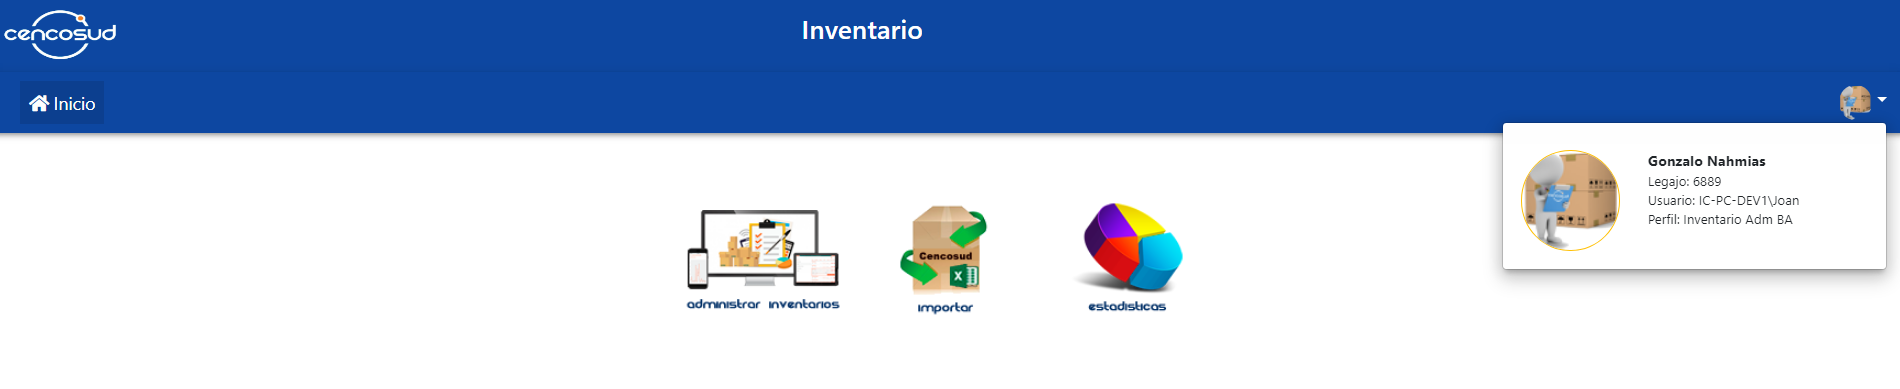 cencosud
Inventario
Inicio
Gonzalo Nahmias
Legajo: 6889
Usuario: IC-PC-DEV1\Joan
Perfil: Inventario Adm BA
Cencosud
administrar inventarios
importar
estadisticas